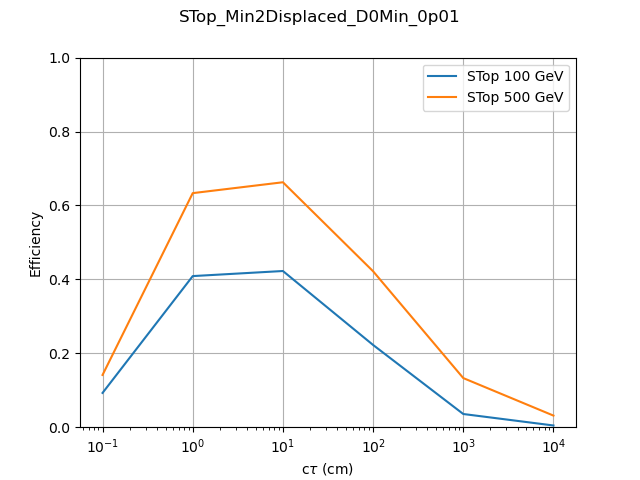 STop_Min2Displaced_D0Min_0p01
STop 100 GeV
STop 500 GeV
Efficiency
1.0
0.8
0.6
0.4
0.2
0.0
10⁻¹ 10⁰ 10¹ 10² 10³ 10⁴
cτ (cm)